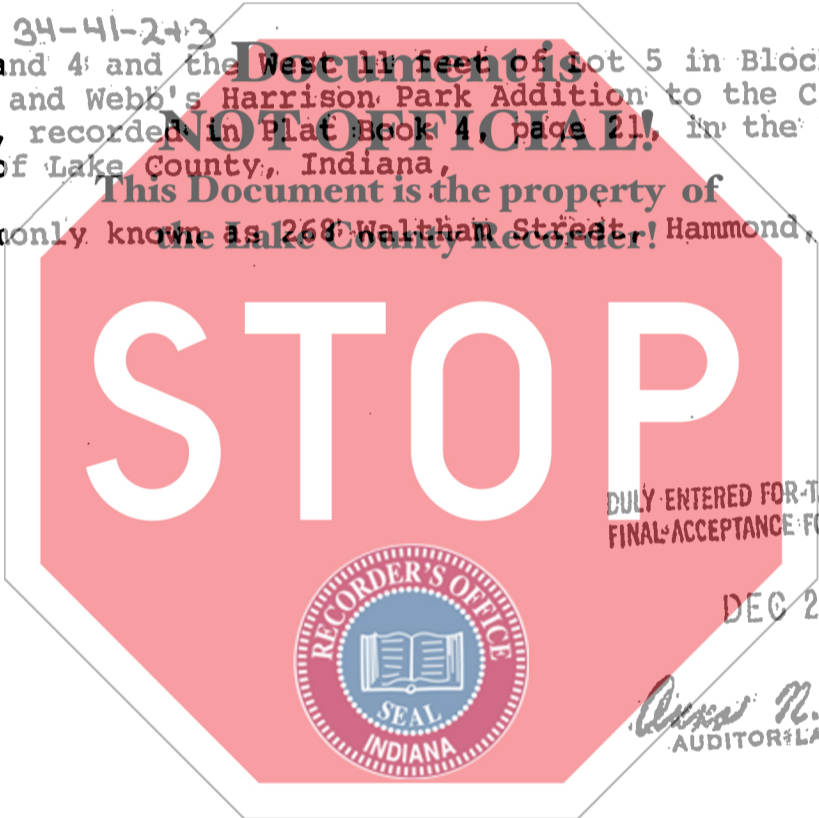 34-41-2+3
and 4 and the West 11 feet of Lot 5 in Bloc
and Webb's Harrison Park Addition to the C
, recorded in Plat Book 4, page 21, in the
of Lake County, Indiana,
only known as 268 Waltham Street, Hammond,
Document is
NOT OFFICIAL!
This Document is the property of
the Lake County Recorder!
STOP
DULY ENTERED FOR T
FINAL ACCEPTANCE FO
DEC 2
RECORDER'S OFFICE
SEAL
INDIANA
N.
AUDITOR LA